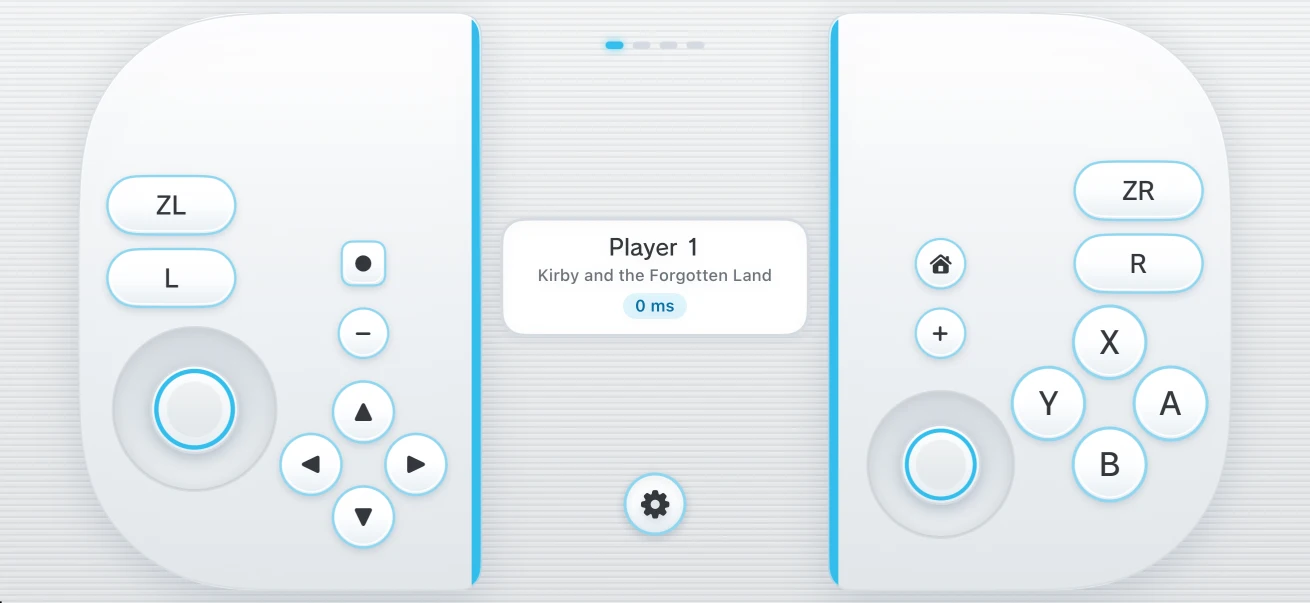 ZL
L
−
Player 1
Kirby and the Forgotten Land
0 ms
ZR
R
+
X
Y
A
B